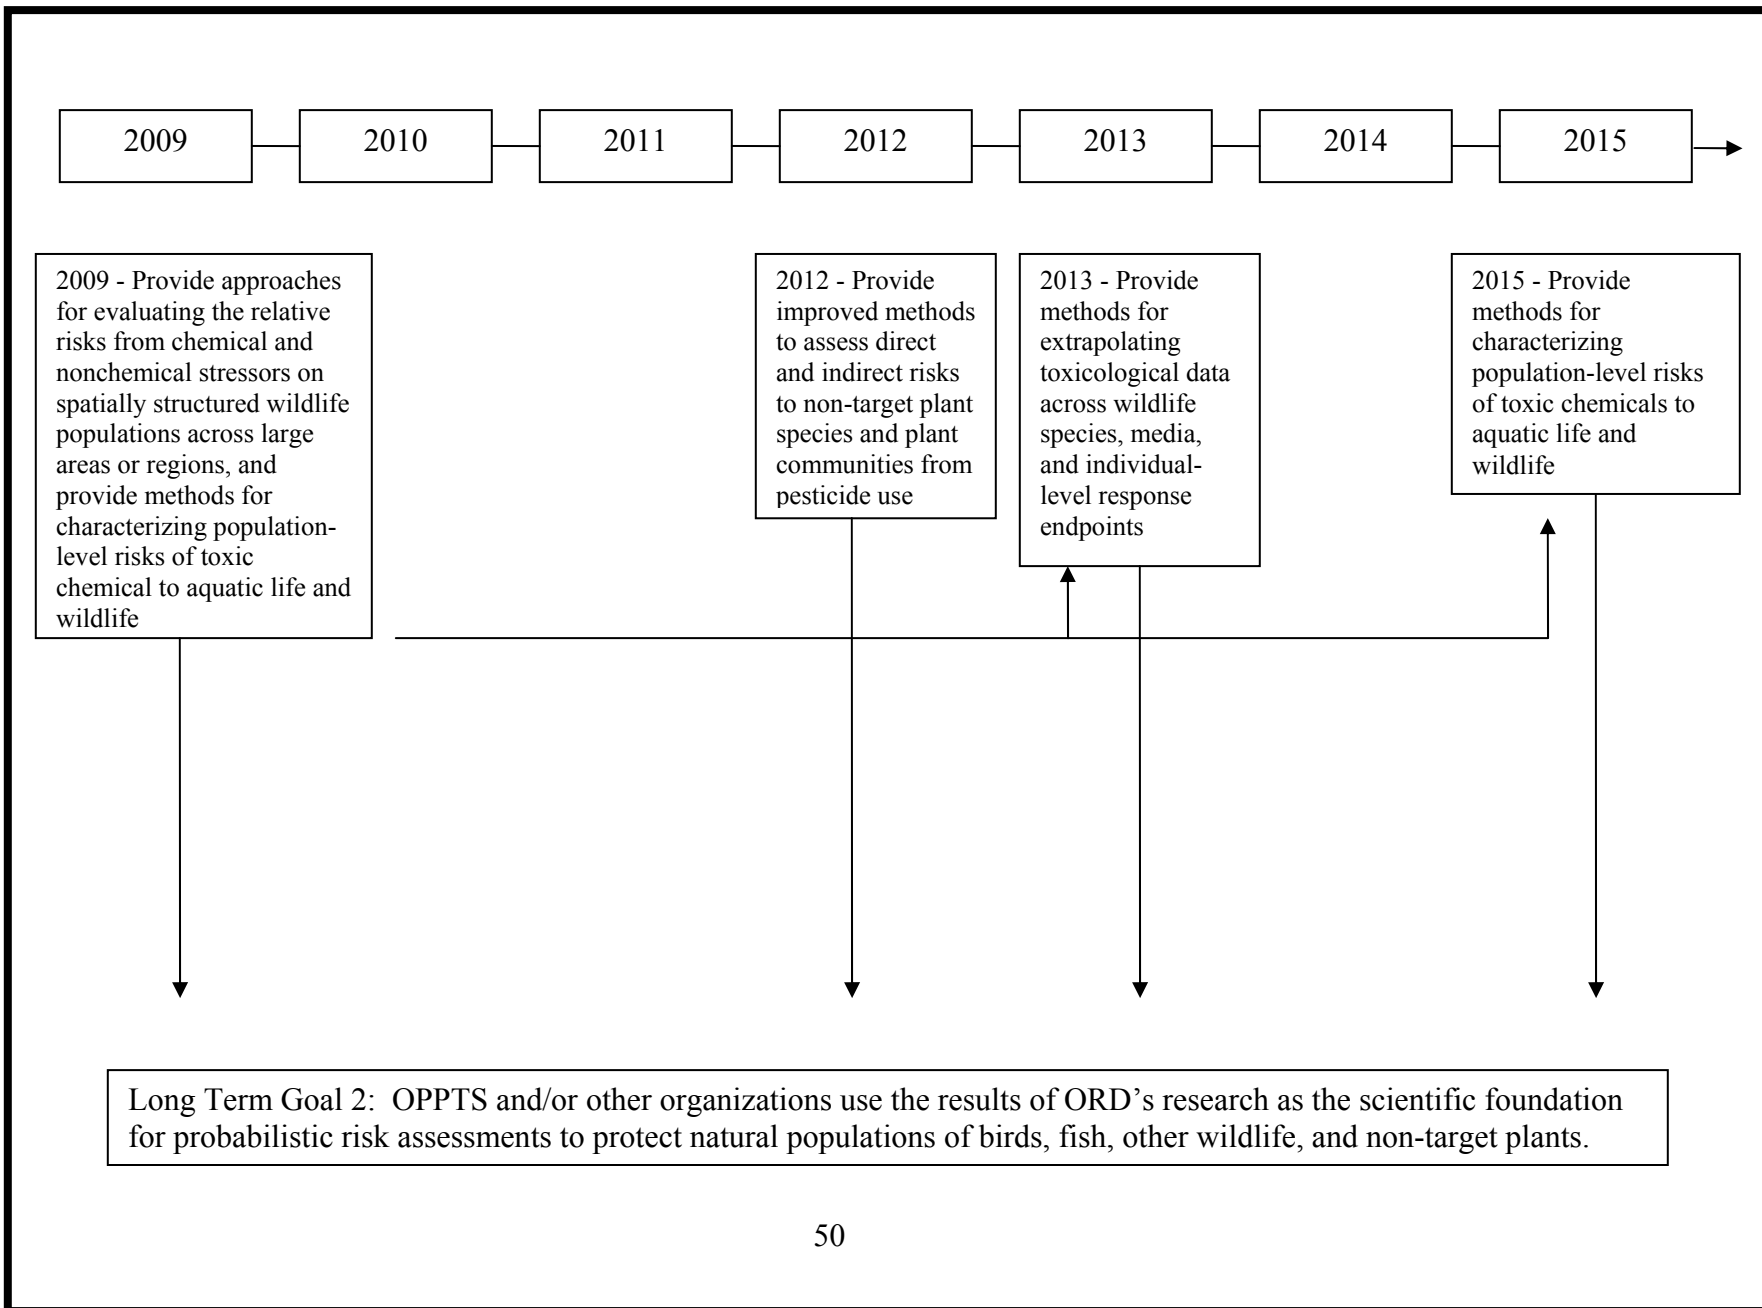 2009
2010
2011
2012
2013
2014
2015
2009 - Provide approaches
for evaluating the relative
risks from chemical and
nonchemical stressors on
spatially structured wildlife
populations across large
areas or regions, and
provide methods for
characterizing population-
level risks of toxic
chemical to aquatic life and
wildlife
2012 - Provide
improved methods
to assess direct
and indirect risks
to non-target plant
species and plant
communities from
pesticide use
2013 - Provide
methods for
extrapolating
toxicological data
across wildlife
species, media,
and individual-
level response
endpoints
2015 - Provide
methods for
characterizing
population-level risks
of toxic chemicals to
aquatic life and
wildlife
Long Term Goal 2:  OPPTS and/or other organizations use the results of ORD’s research as the scientific foundation
for probabilistic risk assessments to protect natural populations of birds, fish, other wildlife, and non-target plants.
50